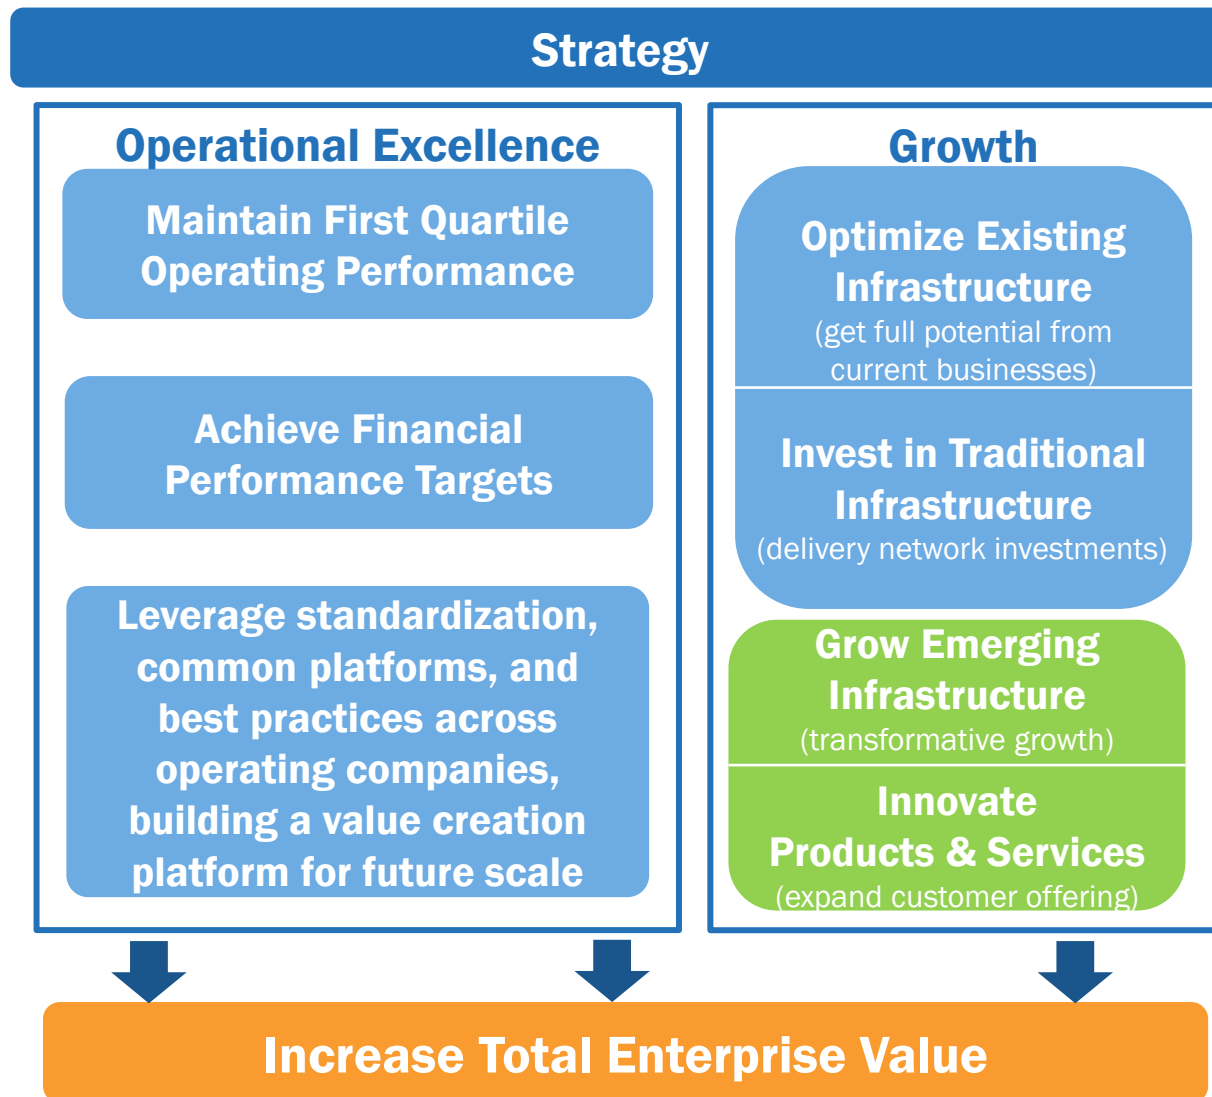 Strategy
Operational Excellence
Maintain First Quartile
Operating Performance
Achieve Financial
Performance Targets
Leverage standardization,
common platforms, and
best practices across
operating companies,
building a value creation
platform for future scale
Growth
Optimize Existing
Infrastructure
(get full potential from
current businesses)
Invest in Traditional
Infrastructure
(delivery network investments)
Grow Emerging
Infrastructure
(transformative growth)
Innovate
Products & Services
(expand customer offering)
Increase Total Enterprise Value